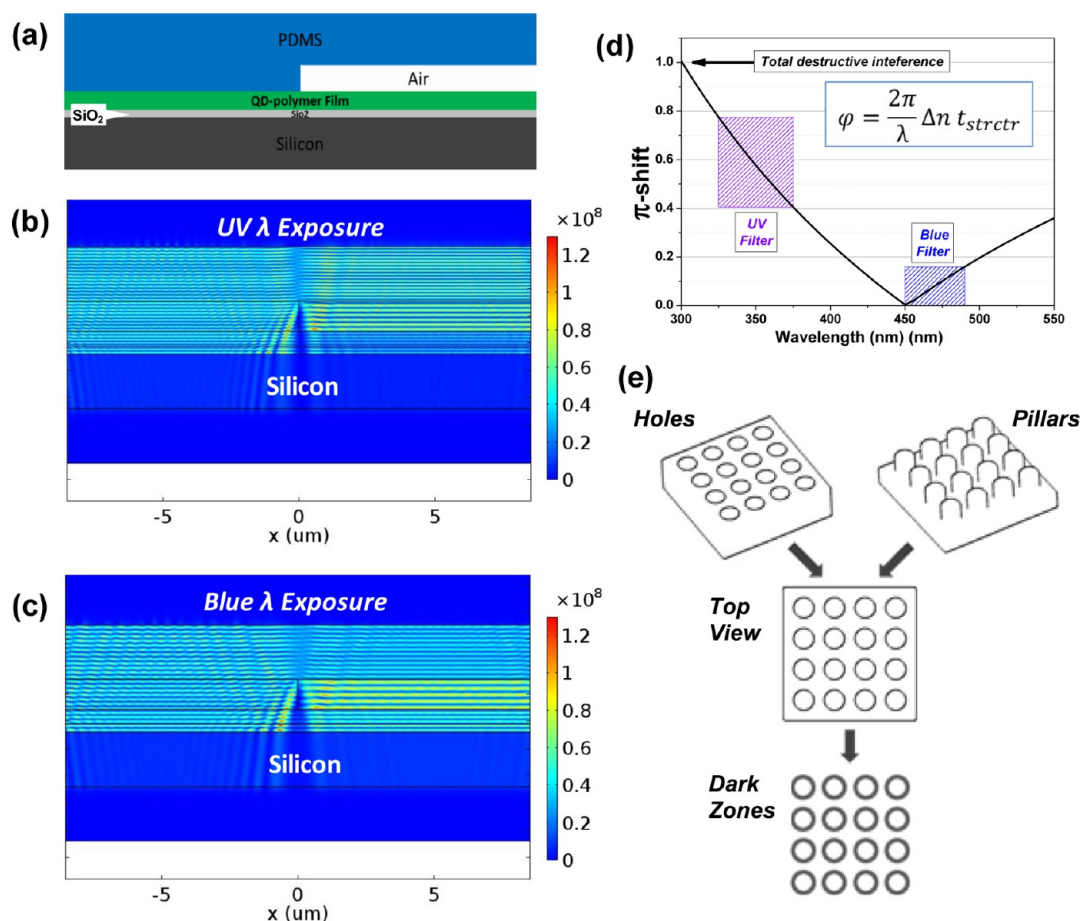 (a)
PDMS
Air
QD-polymer Film
SiO₂
Sio2
Silicon
(b)
UV λ Exposure
Silicon
×10⁸
1.2
1
0.8
0.6
0.4
0.2
0
-5
0
5
x (um)
(c)
Blue λ Exposure
Silicon
×10⁸
1.2
1
0.8
0.6
0.4
0.2
0
-5
0
5
x (um)
(d)
Total destructive inteference
φ = 2π/λ Δn t_strctr
UV
Filter
Blue
Filter
π-shift
1.0
0.8
0.6
0.4
0.2
0.0
300
350
400
450
500
550
Wavelength (nm) (nm)
(e)
Holes
Pillars
Top
View
Dark
Zones